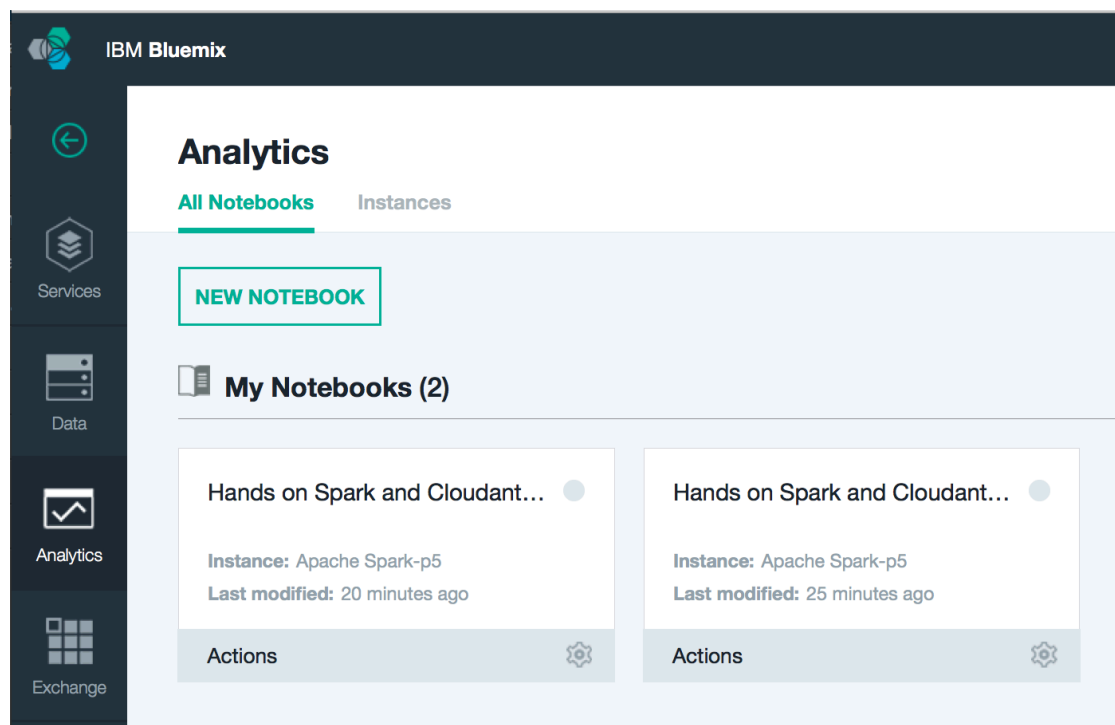 IBM Bluemix
Analytics
All Notebooks Instances
Services
NEW NOTEBOOK
My Notebooks (2)
Data
Hands on Spark and Cloudant...
Instance: Apache Spark-p5
Last modified: 20 minutes ago
Actions
Hands on Spark and Cloudant...
Instance: Apache Spark-p5
Last modified: 25 minutes ago
Actions
Analytics
Exchange